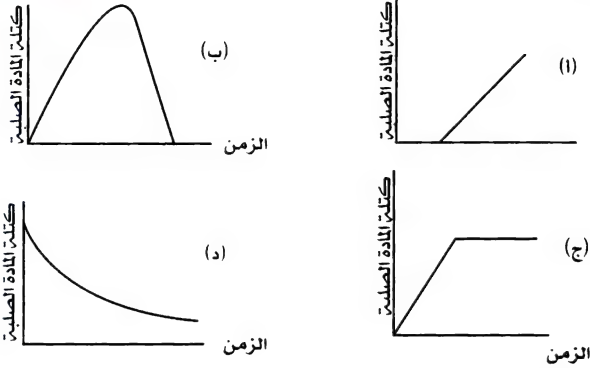 (ا)
كتلة المادة الصلبة
(ب)
كتلة المادة الصلبة
الزمن
(ج)
كتلة المادة الصلبة
الزمن
(د)
كتلة المادة الصلبة
الزمن